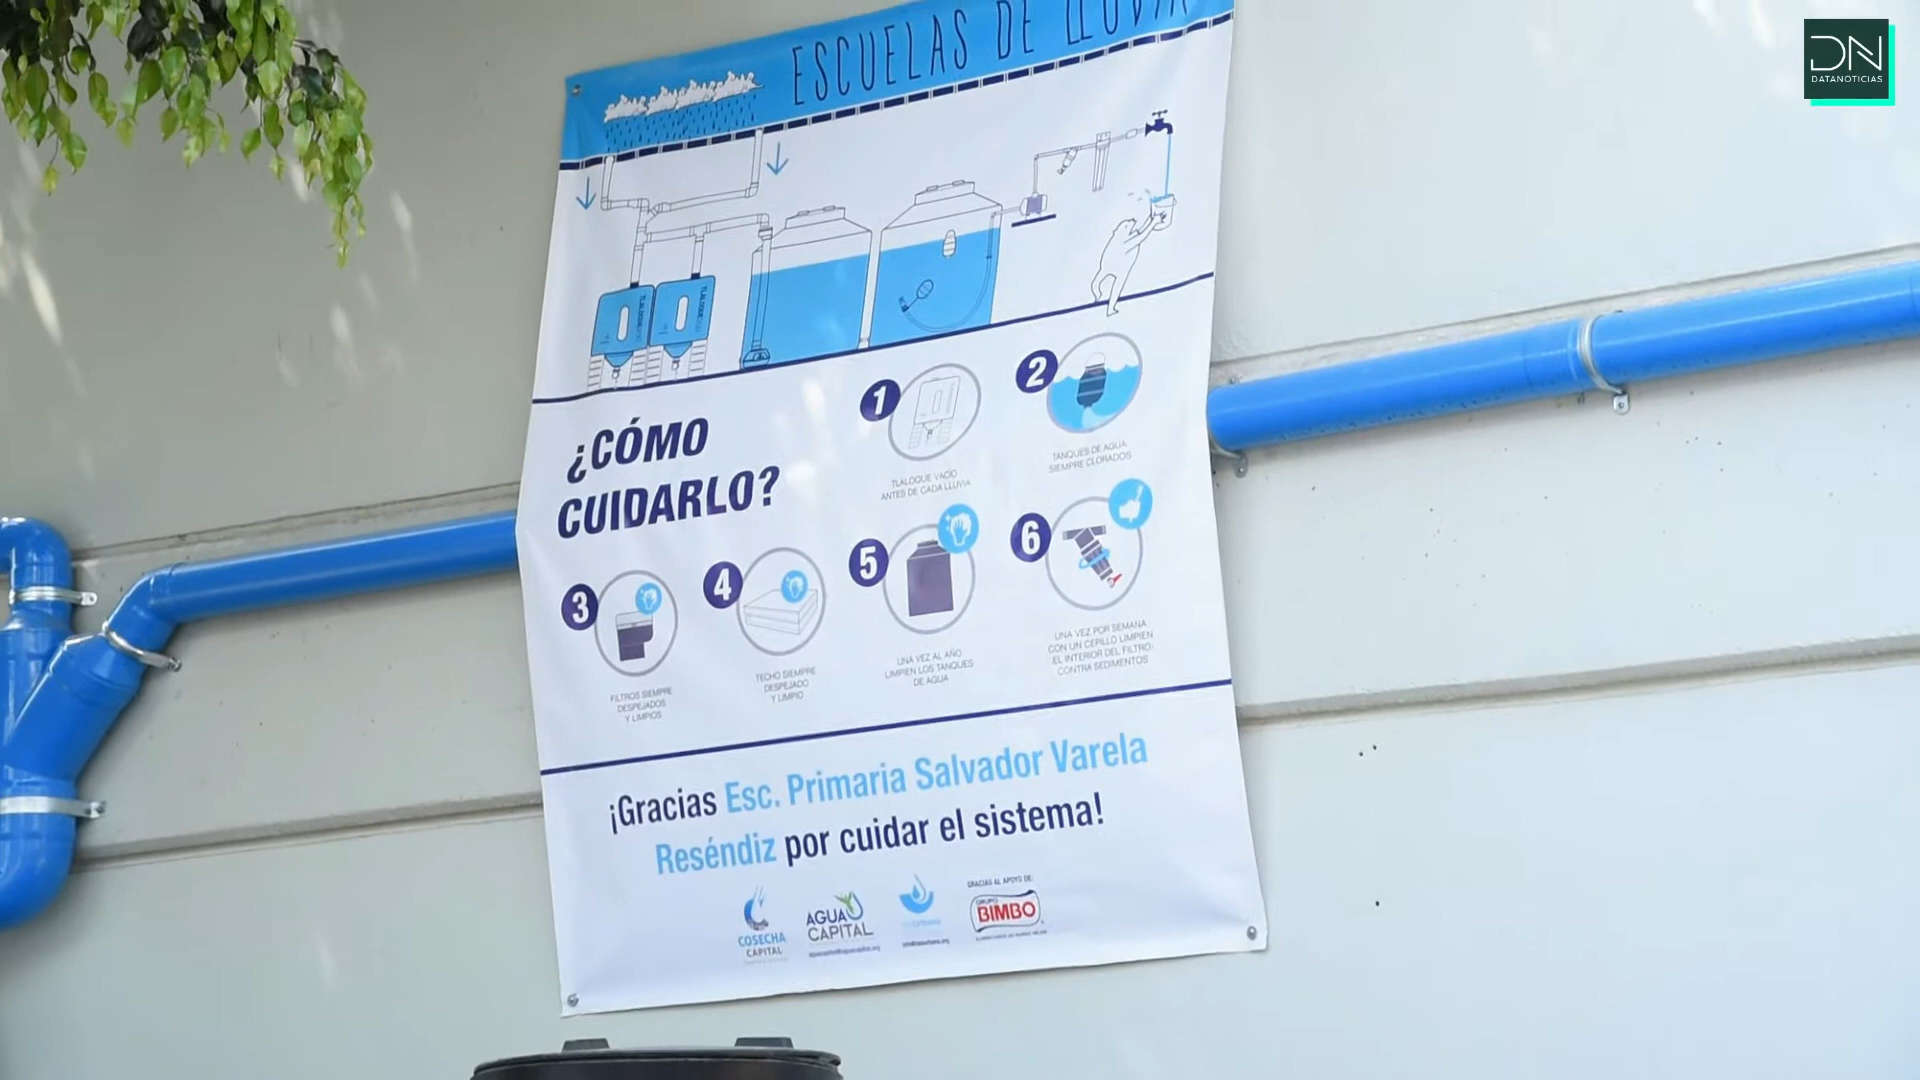 ESCUELAS DE LLUVIA
DN
DATANOTICIAS
TLALOQUE
TLALOQUE
¿CÓMO
CUIDARLO?
1
TLALOQUE VACÍO
ANTES DE CADA LLUVIA
2
TANQUES DE AGUA
SIEMPRE CLORADOS
3
FILTROS SIEMPRE
DESPEJADOS
Y LIMPIOS
4
TECHO SIEMPRE
DESPEJADO
Y LIMPIO
5
UNA VEZ AL AÑO
LIMPIEN LOS TANQUES
DE AGUA
6
UNA VEZ POR SEMANA
CON UN CEPILLO LIMPIEN
EL INTERIOR DEL FILTRO
CONTRA SEDIMENTOS
¡Gracias Esc. Primaria Salvador Varela
Reséndiz por cuidar el sistema!
COSECHA
CAPITAL
AGUA
CAPITAL
GRACIAS AL APOYO DE:
GRUPO
BIMBO